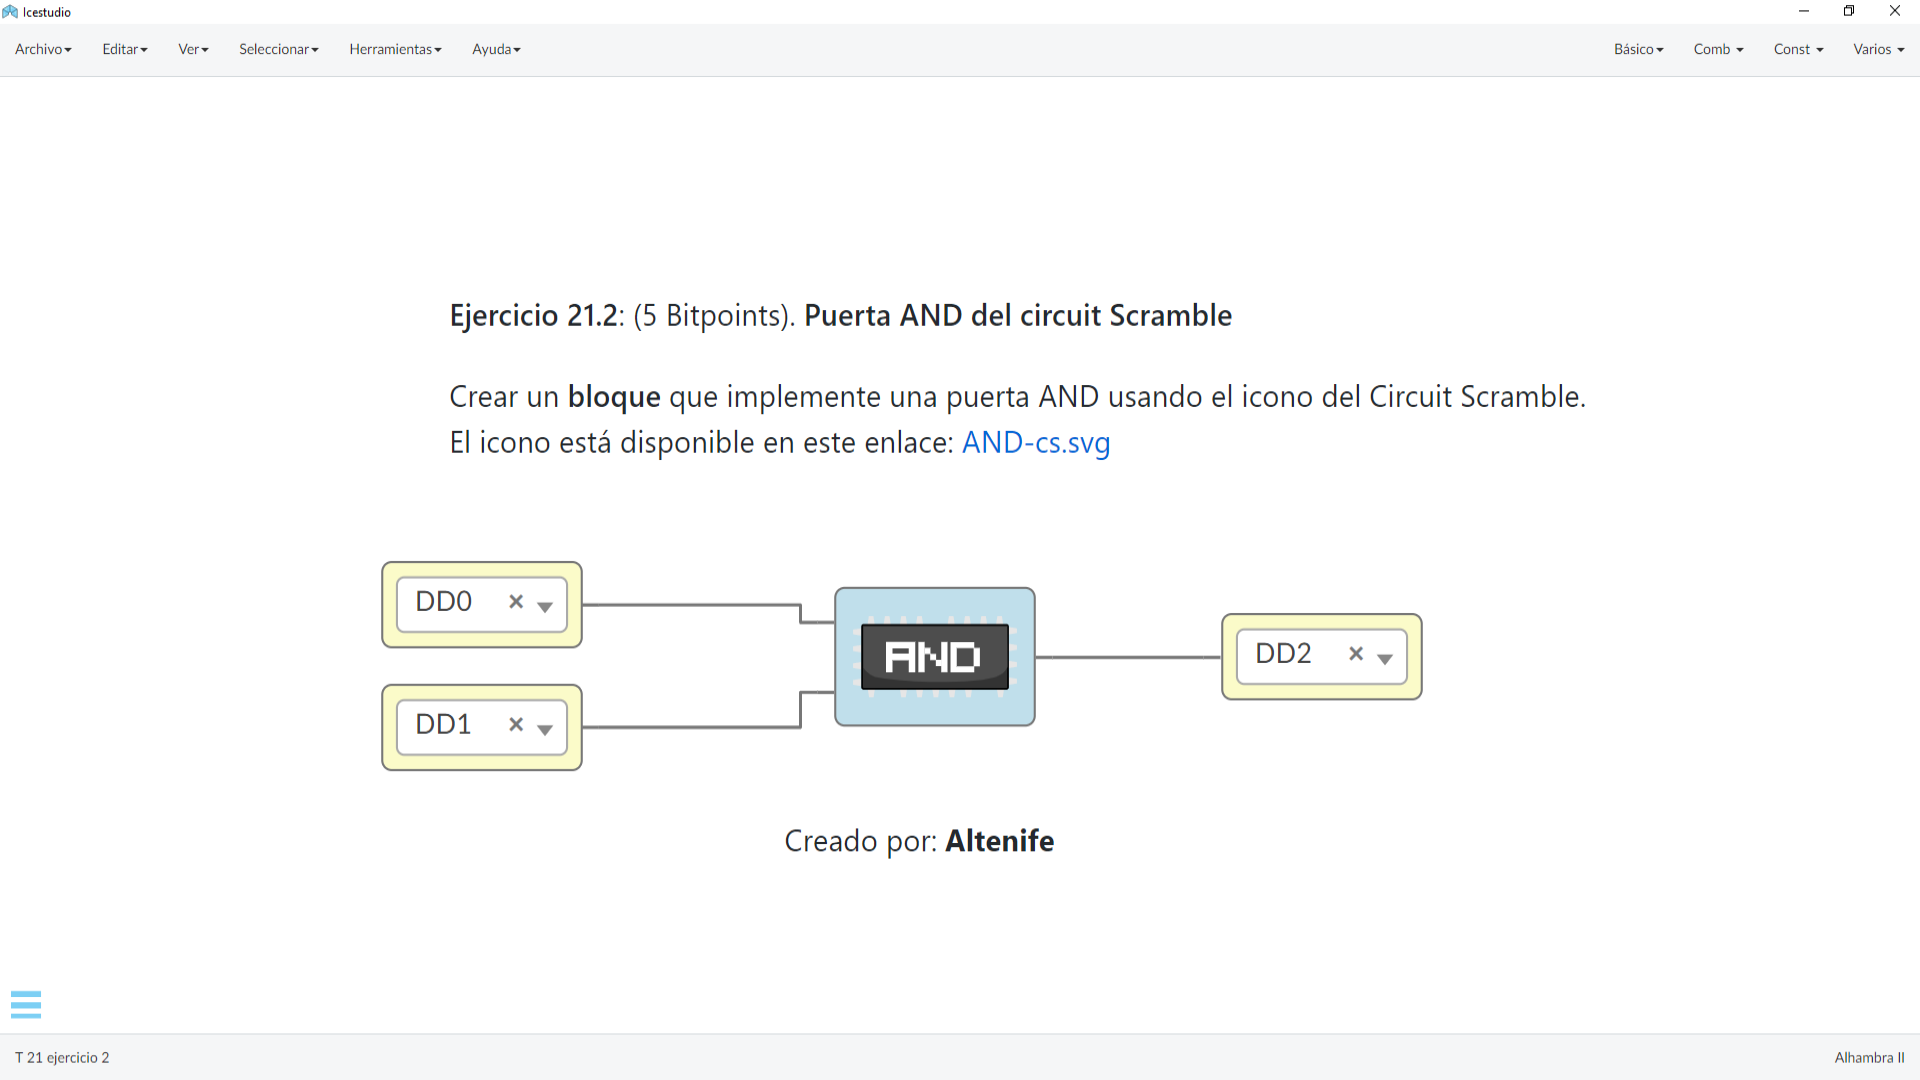 Icestudio
Archivo Editar Ver Seleccionar Herramientas Ayuda Básico Comb Const Varios
Ejercicio 21.2: (5 Bitpoints). Puerta AND del circuit Scramble
Crear un bloque que implemente una puerta AND usando el icono del Circuit Scramble.
El icono está disponible en este enlace: AND-cs.svg
DD0
AND
DD2
DD1
Creado por: Altenife
T 21 ejercicio 2 Alhambra II